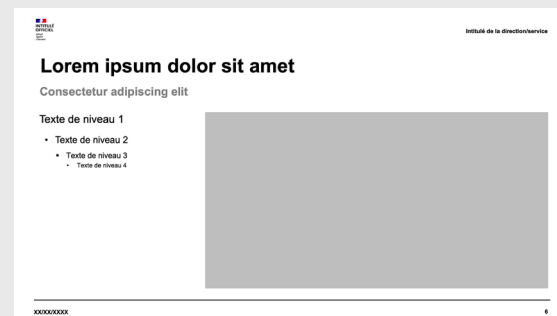 INTITULÉ
OFFICIEL
Intitulé de la direction/service
Lorem ipsum dolor sit amet
Consectetur adipiscing elit
Texte de niveau 1
• Texte de niveau 2
▪ Texte de niveau 3
• Texte de niveau 4
XX/XX/XXXX
6